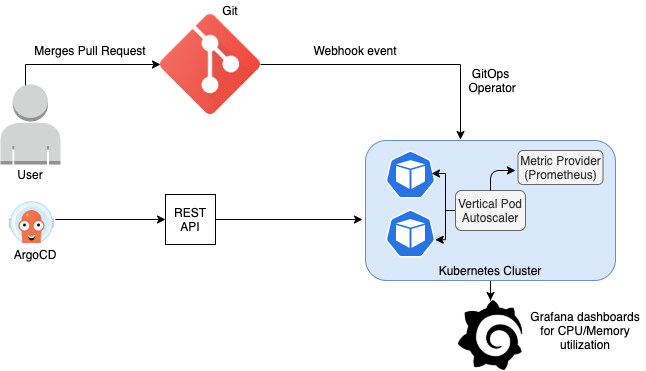 Git
Merges Pull Request
Webhook event
GitOps
Operator
User
Metric Provider
(Prometheus)
Vertical Pod
Autoscaler
REST
API
ArgoCD
Kubernetes Cluster
Grafana dashboards
for CPU/Memory
utilization